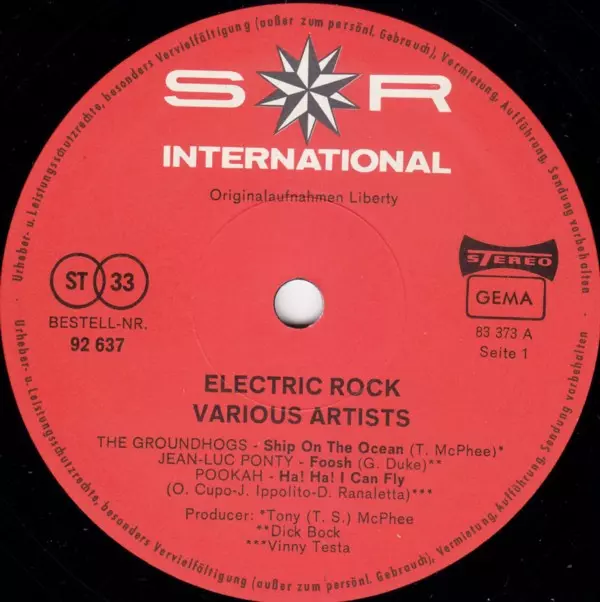 Urheber- u. Leistungsschutzrechte, besonders Vervielfältigung (außer zum persönl. Gebrauch), Vermietung, Aufführung, Sendung vorbehalten
S R
INTERNATIONAL
Originalaufnahmen Liberty
ST 33
BESTELL-NR.
92 637
STEREO
GEMA
83 373 A
Seite 1
ELECTRIC ROCK
VARIOUS ARTISTS
THE GROUNDHOGS - Ship On The Ocean (T. McPhee)*
JEAN-LUC PONTY - Foosh (G. Duke)**
POOKAH - Ha! Ha! I Can Fly
(O. Cupo-J. Ippolito-D. Ranaletta)***
Producer: *Tony (T. S.) McPhee
**Dick Bock
***Vinny Testa
Urheber- u. Leistungsschutzrechte, besonders Vervielfältigung (außer zum persönl. Gebrauch), Vermietung, Aufführung, Sendung vorbehalten